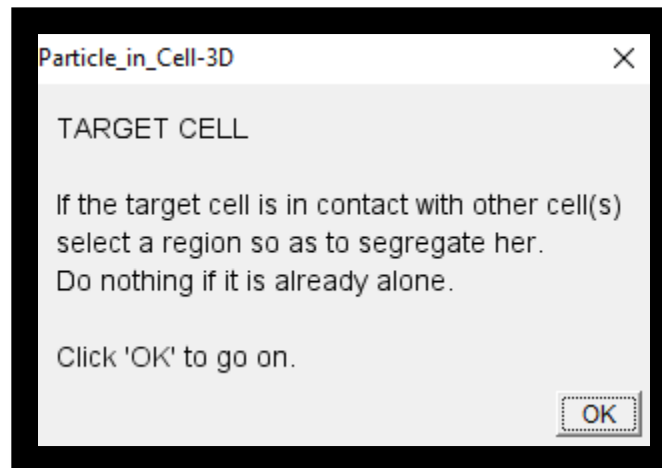 Particle_in_Cell-3D
TARGET CELL
If the target cell is in contact with other cell(s)
select a region so as to segregate her.
Do nothing if it is already alone.
Click 'OK' to go on.
OK